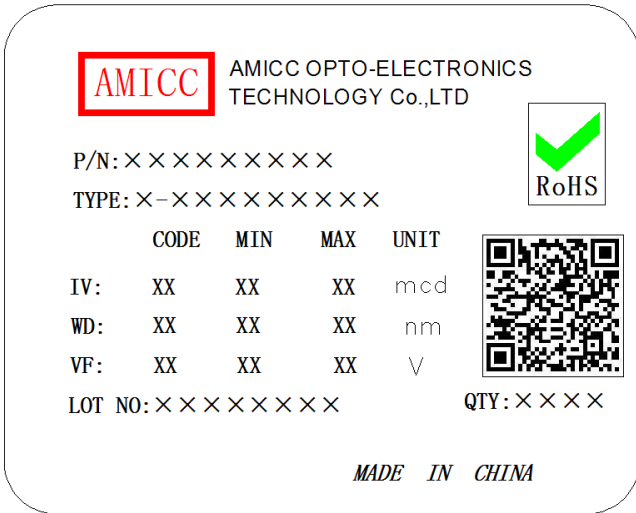 AMICC
AMICC OPTO-ELECTRONICS
TECHNOLOGY Co.,LTD
RoHS
P/N:×××××××××
TYPE:×-×××××××××
CODE MIN MAX UNIT
IV: XX XX XX mcd
WD: XX XX XX nm
VF: XX XX XX V
LOT NO:××××××××
QTY:××××
MADE IN CHINA